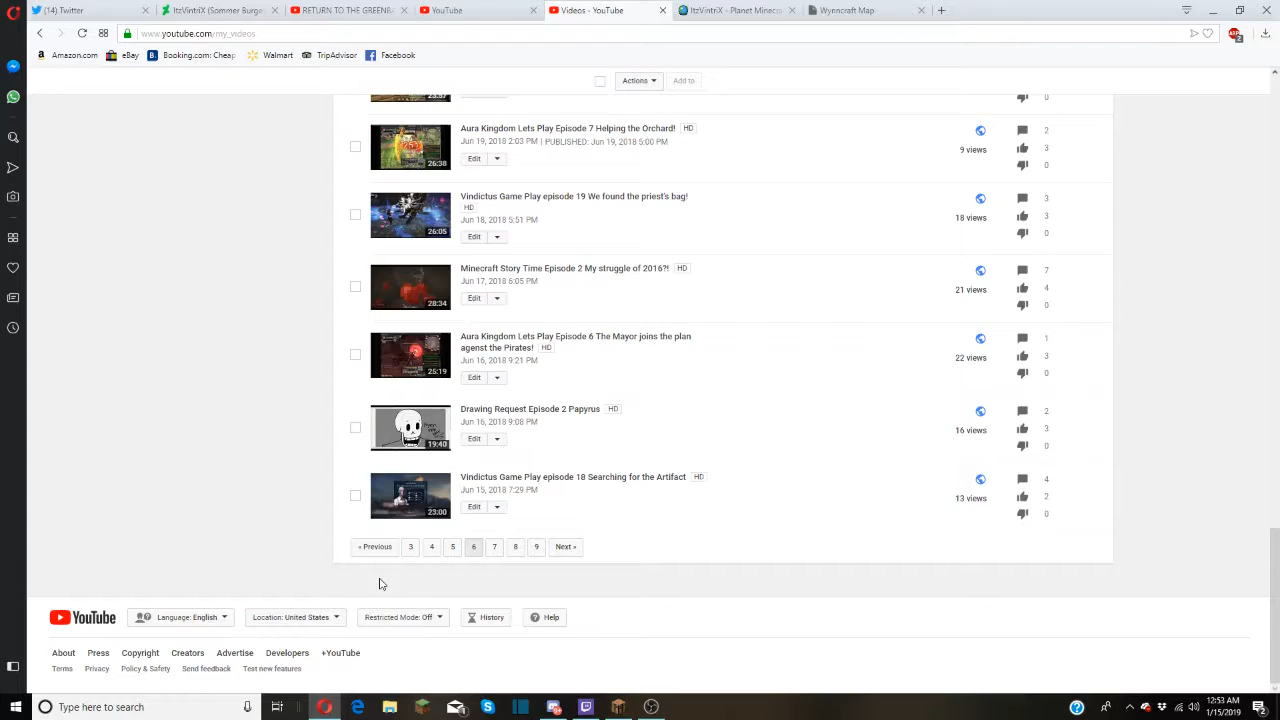 (14) Twitter
ItzVintriX (Sommer Surge
RETURN TO THE GREENBA
YouTube
Videos - YouTube
ItzVintriX - Planet Minec
Wynncraft Map
www.youtube.com/my_videos
Amazon.com
eBay
Booking.com: Cheap
Walmart
TripAdvisor
Facebook
Actions
Add to
23:57
0
Aura Kingdom Lets Play Episode 7 Helping the Orchard! HD
Jun 19, 2018 2:03 PM | PUBLISHED: Jun 19, 2018 5:00 PM
Edit
26:38
9 views
2
3
0
Vindictus Game Play episode 19 We found the priest's bag!
HD
Jun 18, 2018 5:51 PM
Edit
26:05
18 views
3
3
0
Minecraft Story Time Episode 2 My struggle of 2016?! HD
Jun 17, 2018 6:05 PM
Edit
28:34
21 views
7
4
0
Aura Kingdom Lets Play Episode 6 The Mayor joins the plan
agenst the Pirates! HD
Jun 16, 2018 9:21 PM
Edit
25:19
22 views
1
3
0
Drawing Request Episode 2 Papyrus HD
Jun 16, 2018 9:08 PM
Edit
19:40
16 views
2
3
0
Vindictus Game Play episode 18 Searching for the Artifact HD
Jun 15, 2018 7:29 PM
Edit
23:00
13 views
4
2
0
« Previous 3 4 5 6 7 8 9 Next »
YouTube
Language: English
Location: United States
Restricted Mode: Off
History
Help
About Press Copyright Creators Advertise Developers +YouTube
Terms Privacy Policy & Safety Send feedback Test new features
Type here to search
12:53 AM
1/15/2019